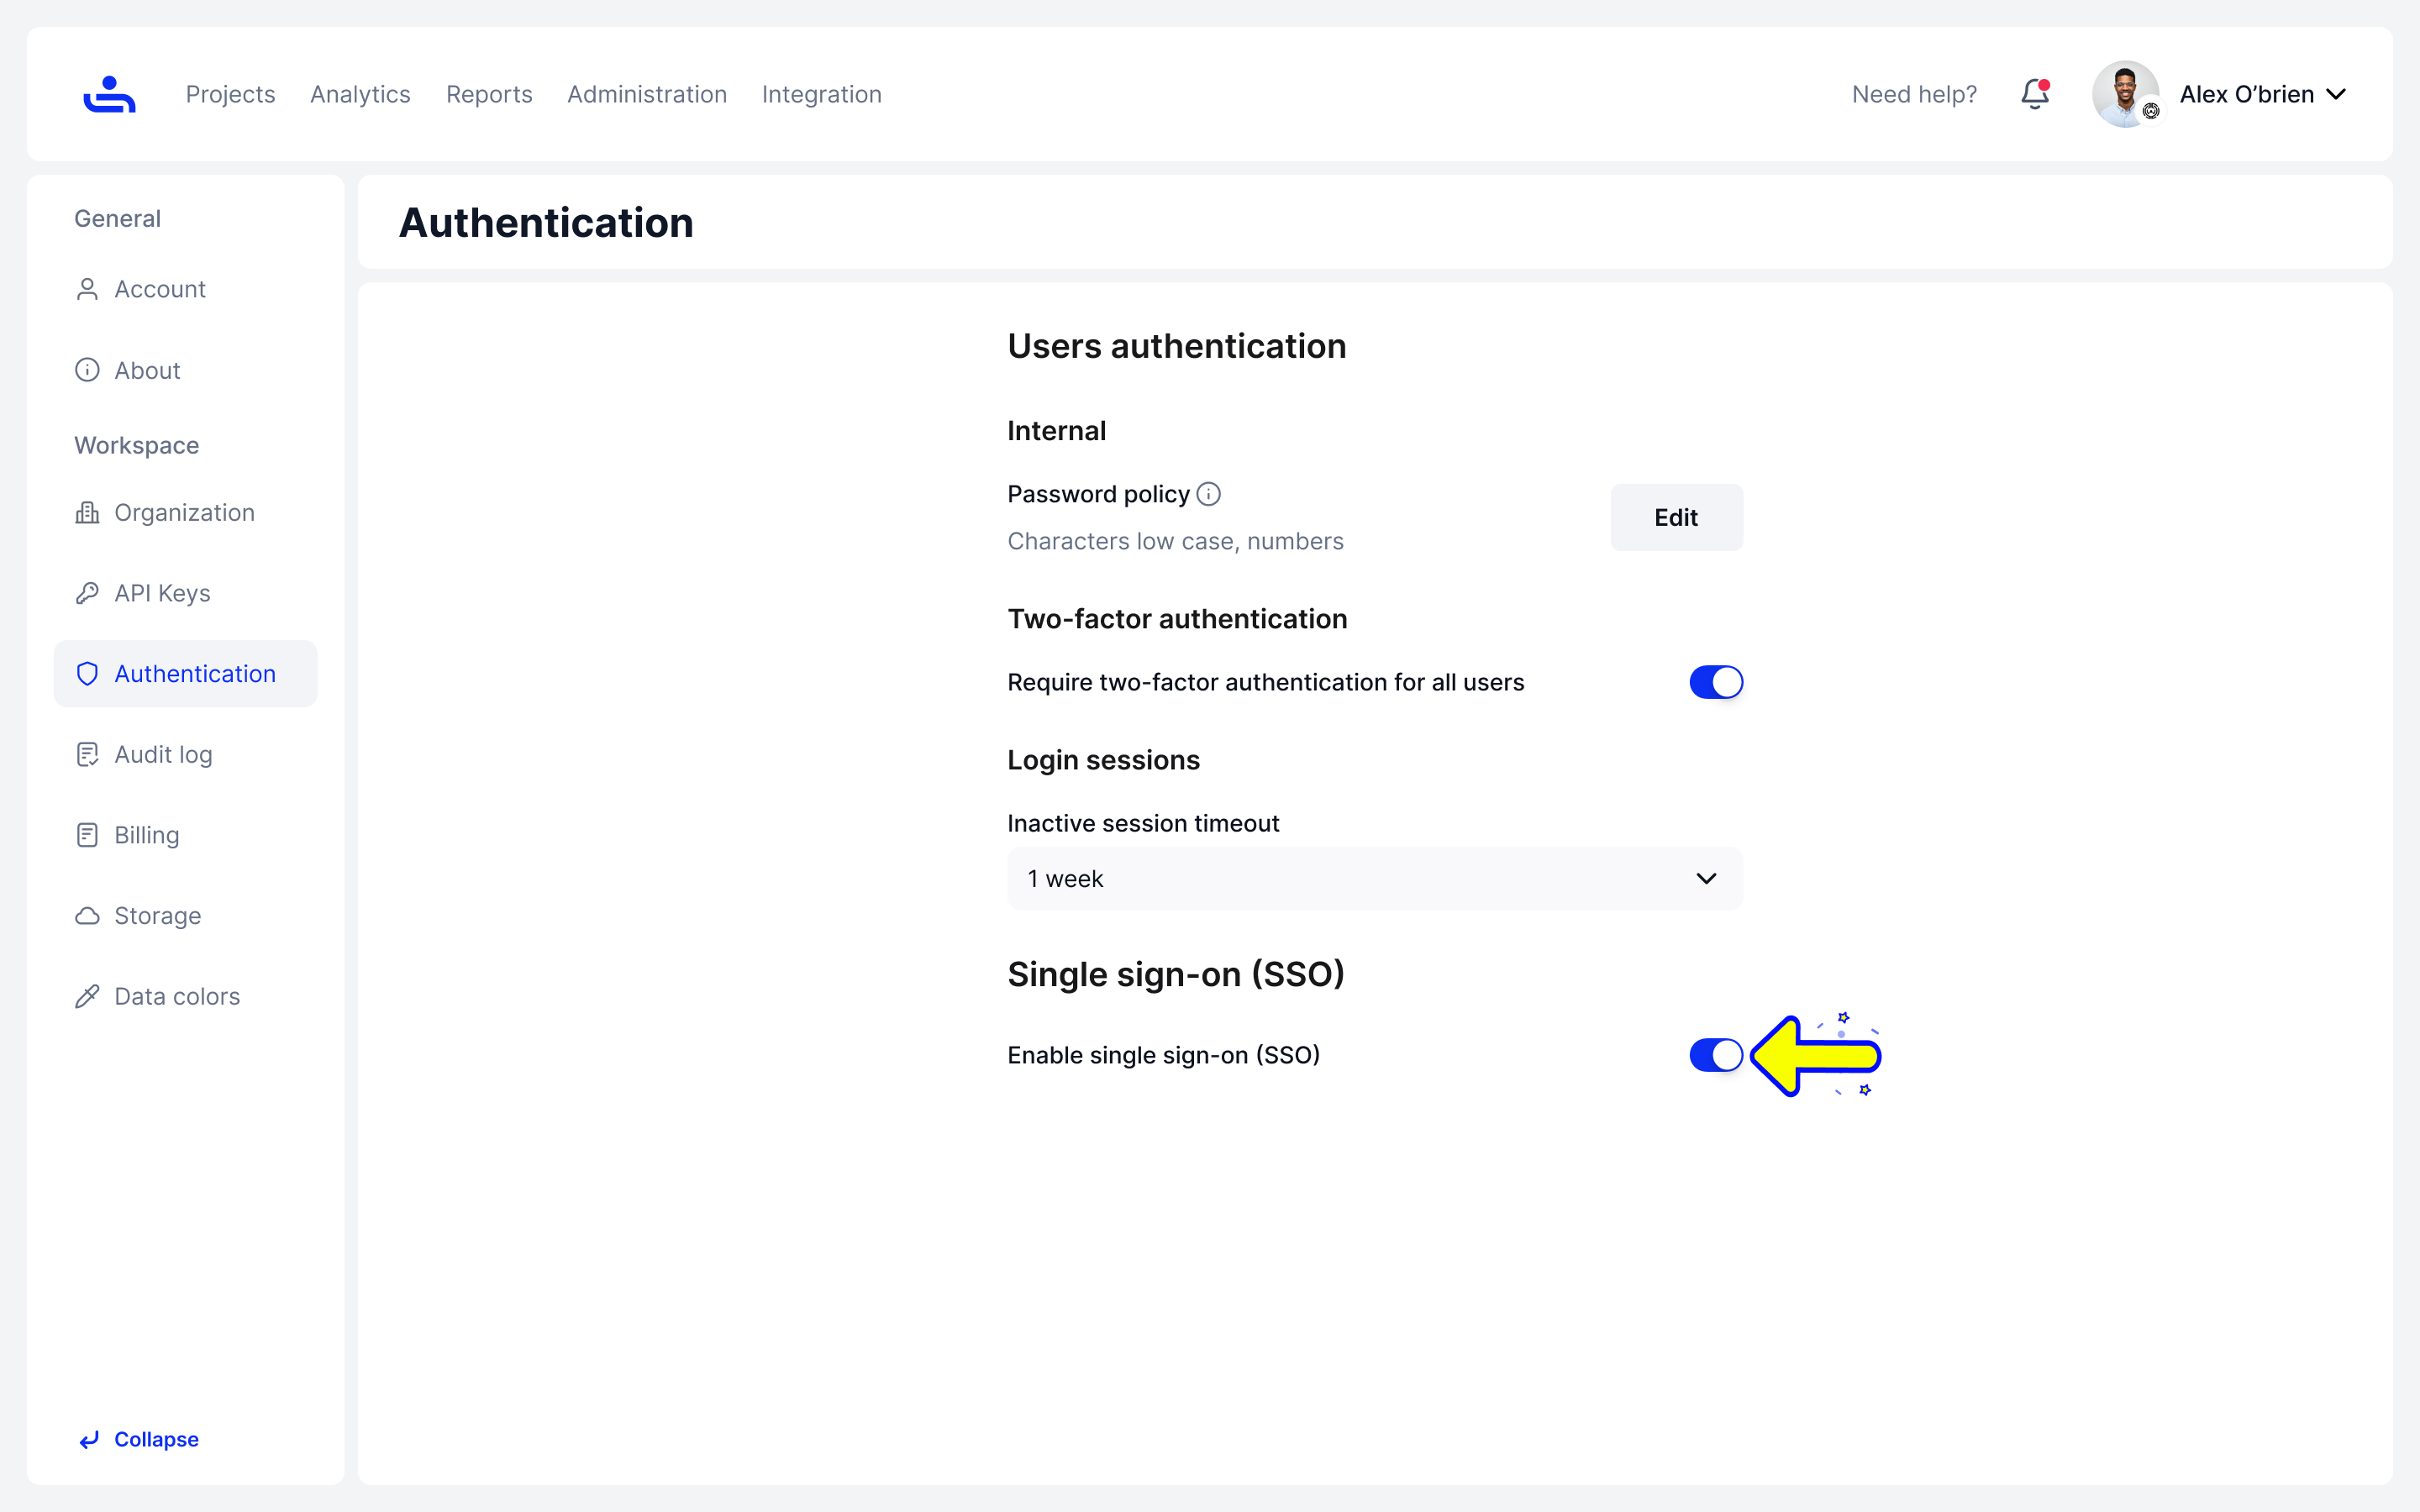 Projects
Analytics
Reports
Administration
Integration
Need help?
Alex O’brien
General
Account
About
Workspace
Organization
API Keys
Authentication
Audit log
Billing
Storage
Data colors
Collapse
Authentication
Users authentication
Internal
Password policy
Characters low case, numbers
Edit
Two-factor authentication
Require two-factor authentication for all users
Login sessions
Inactive session timeout
1 week
Single sign-on (SSO)
Enable single sign-on (SSO)